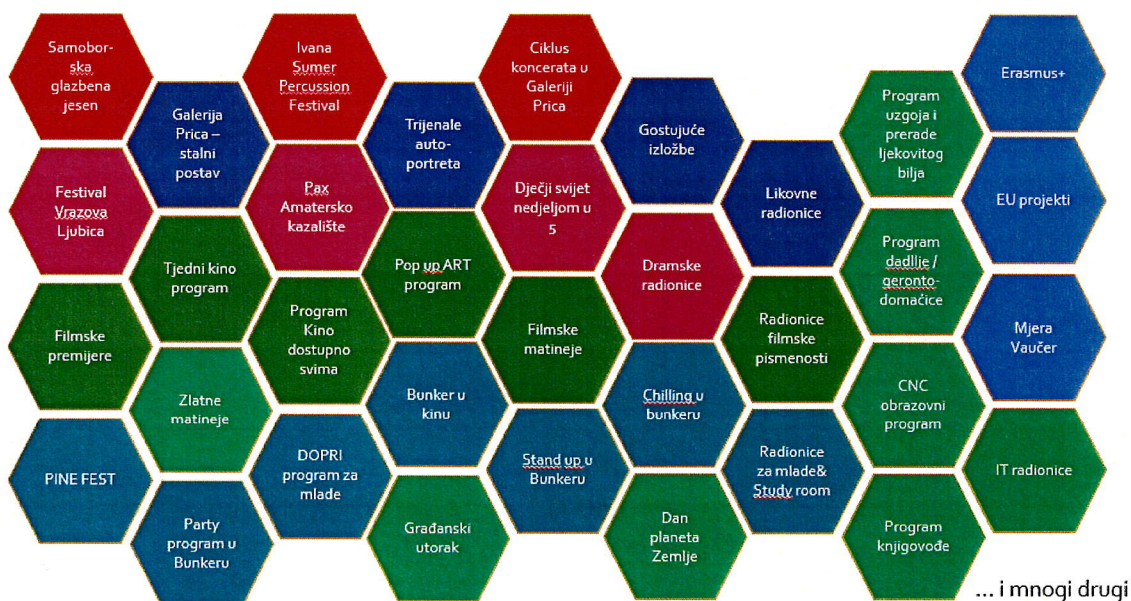 Samobor-
ska
glazbena
jesen
Ivana
Sumer
Percussion
Festival
Ciklus
koncerata u
Galeriji
Prica
Erasmus+
Galerija
Prica –
stalni
postav
Trijenale
auto-
portreta
Gostujuće
izložbe
Program
uzgoja i
prerade
ljekovitog
bilja
Festival
Vrazova
Ljubica
Pax
Amatersko
kazalište
Dječji svijet
nedjeljom u
5
Likovne
radionice
EU projekti
Tjedni kino
program
Pop up ART
program
Dramske
radionice
Program
dadllje /
geronto-
domaćice
Filmske
premijere
Program
Kino
dostupno
svima
Filmske
matineje
Radionice
filmske
pismenosti
Mjera
Vaučer
Zlatne
matineje
Bunker u
kinu
Chilling u
bunkeru
CNC
obrazovni
program
PINE FEST
DOPRI
program za
mlade
Stand up u
Bunkeru
Radionice
za mlade&
Study room
IT radionice
Party
program u
Bunkeru
Građanski
utorak
Dan
planeta
Zemlje
Program
knjigovođe
... i mnogi drugi